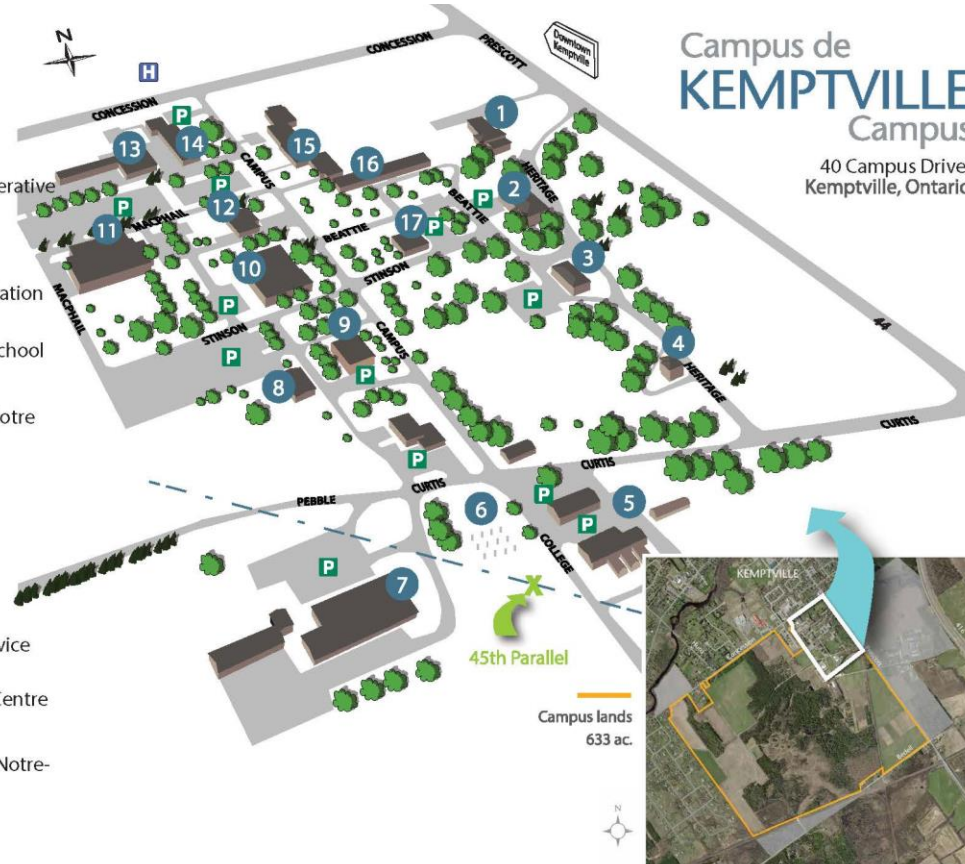 N
H
CONCESSION
CONCESSION
PRESCOTT
Downtown
Kemptville
Campus de
KEMPTVILLE
Campus
40 Campus Drive
Kemptville, Ontario
P
1
14
13
15
16
CAMPUS
HERITAGE
erative
P
P
12
MACPHAIL
11
BEATTIE
P
2
17
P
BEATTIE
STINSON
3
10
ation
MACPHAIL
P
P
STINSON
9
CAMPUS
44
chool
P
4
HERITAGE
8
P
otre
CURTIS
P
CURTIS
CURTIS
PEBBLE
6
P
5
P
COLLEGE
P
7
X
45th Parallel
vice
Centre
Notre-
Campus lands
633 ac.
N
KEMPTVILLE